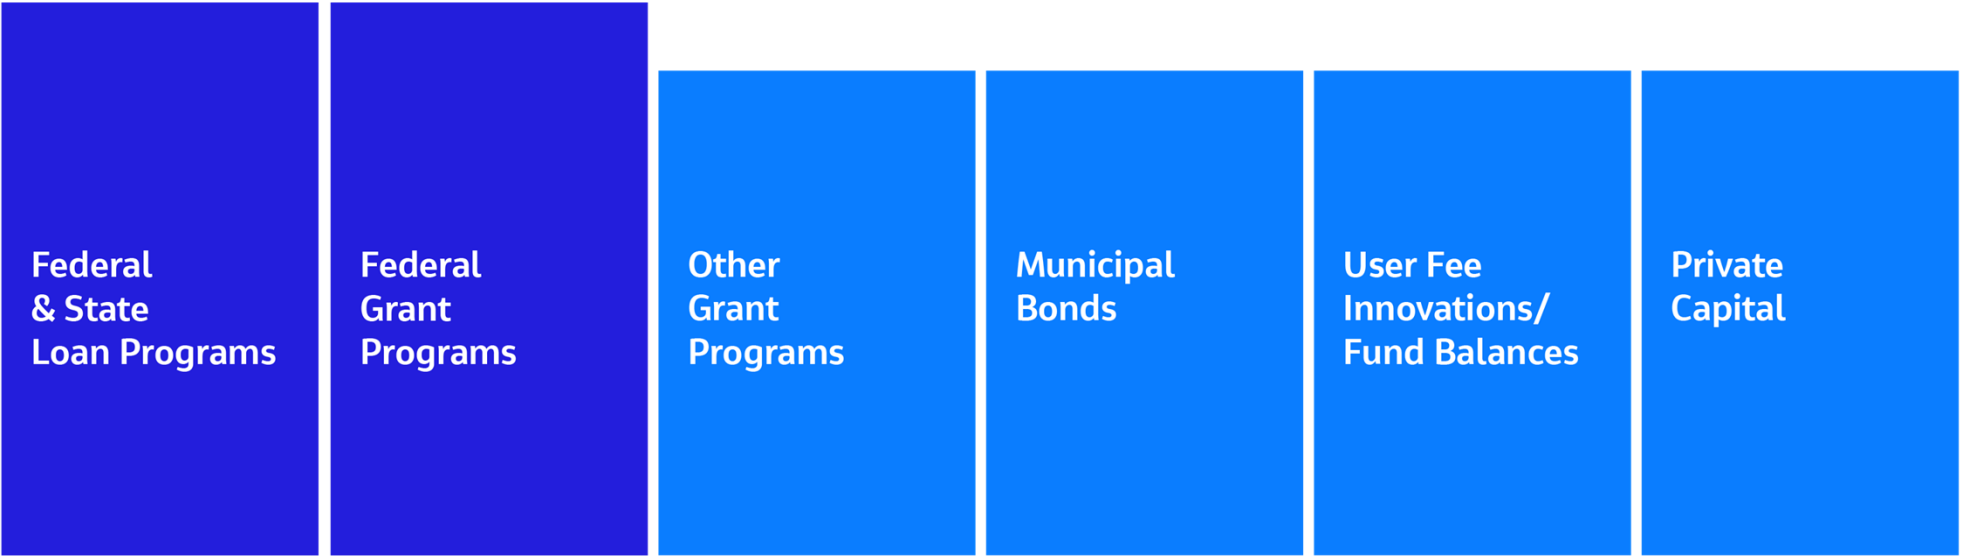 Federal
& State
Loan Programs
Federal
Grant
Programs
Other
Grant
Programs
Municipal
Bonds
User Fee
Innovations/
Fund Balances
Private
Capital